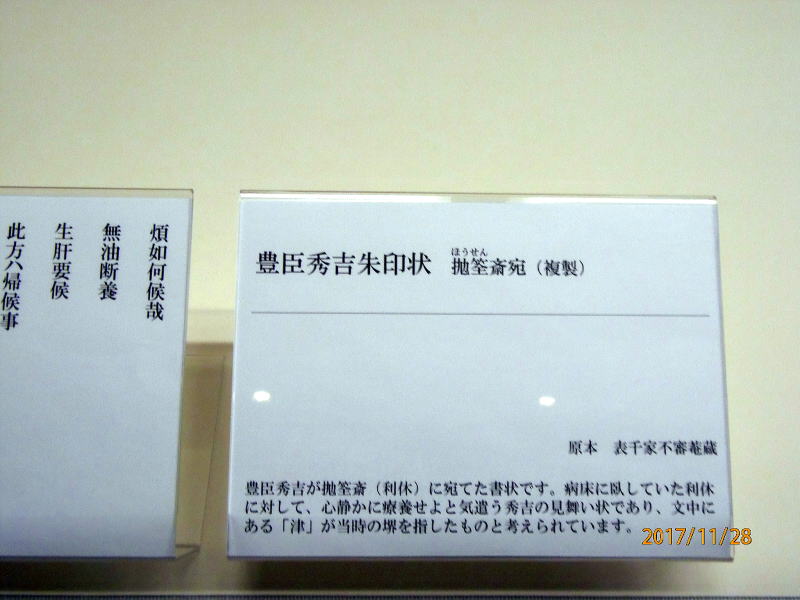 煩如何候哉
無油断養
生肝要候
此方へ帰候事
豊臣秀吉朱印状 抛筌斎宛（複製）
ほうせん
原本　表千家不審菴蔵
豊臣秀吉が抛筌斎（利休）に宛てた書状です。病床に臥していた利休
に対して、心静かに療養せよと気遣う秀吉の見舞い状であり、文中に
ある「津」が当時の堺を指したものと考えられています。
2017/11/28